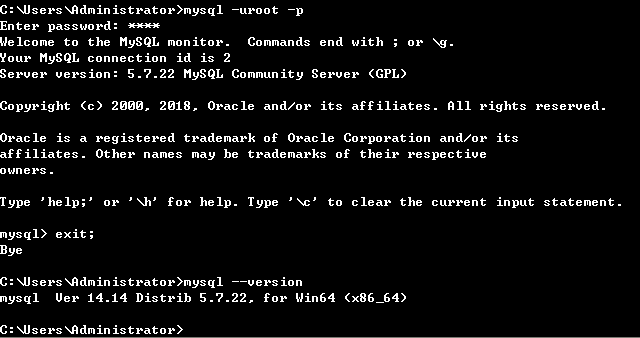 C:\Users\Administrator>mysql -uroot -p
Enter password: ****
Welcome to the MySQL monitor.  Commands end with ; or \g.
Your MySQL connection id is 2
Server version: 5.7.22 MySQL Community Server (GPL)
Copyright (c) 2000, 2018, Oracle and/or its affiliates. All rights reserved.
Oracle is a registered trademark of Oracle Corporation and/or its
affiliates. Other names may be trademarks of their respective
owners.
Type 'help;' or '\h' for help. Type '\c' to clear the current input statement.
mysql> exit;
Bye
C:\Users\Administrator>mysql --version
mysql  Ver 14.14 Distrib 5.7.22, for Win64 (x86_64)
C:\Users\Administrator>